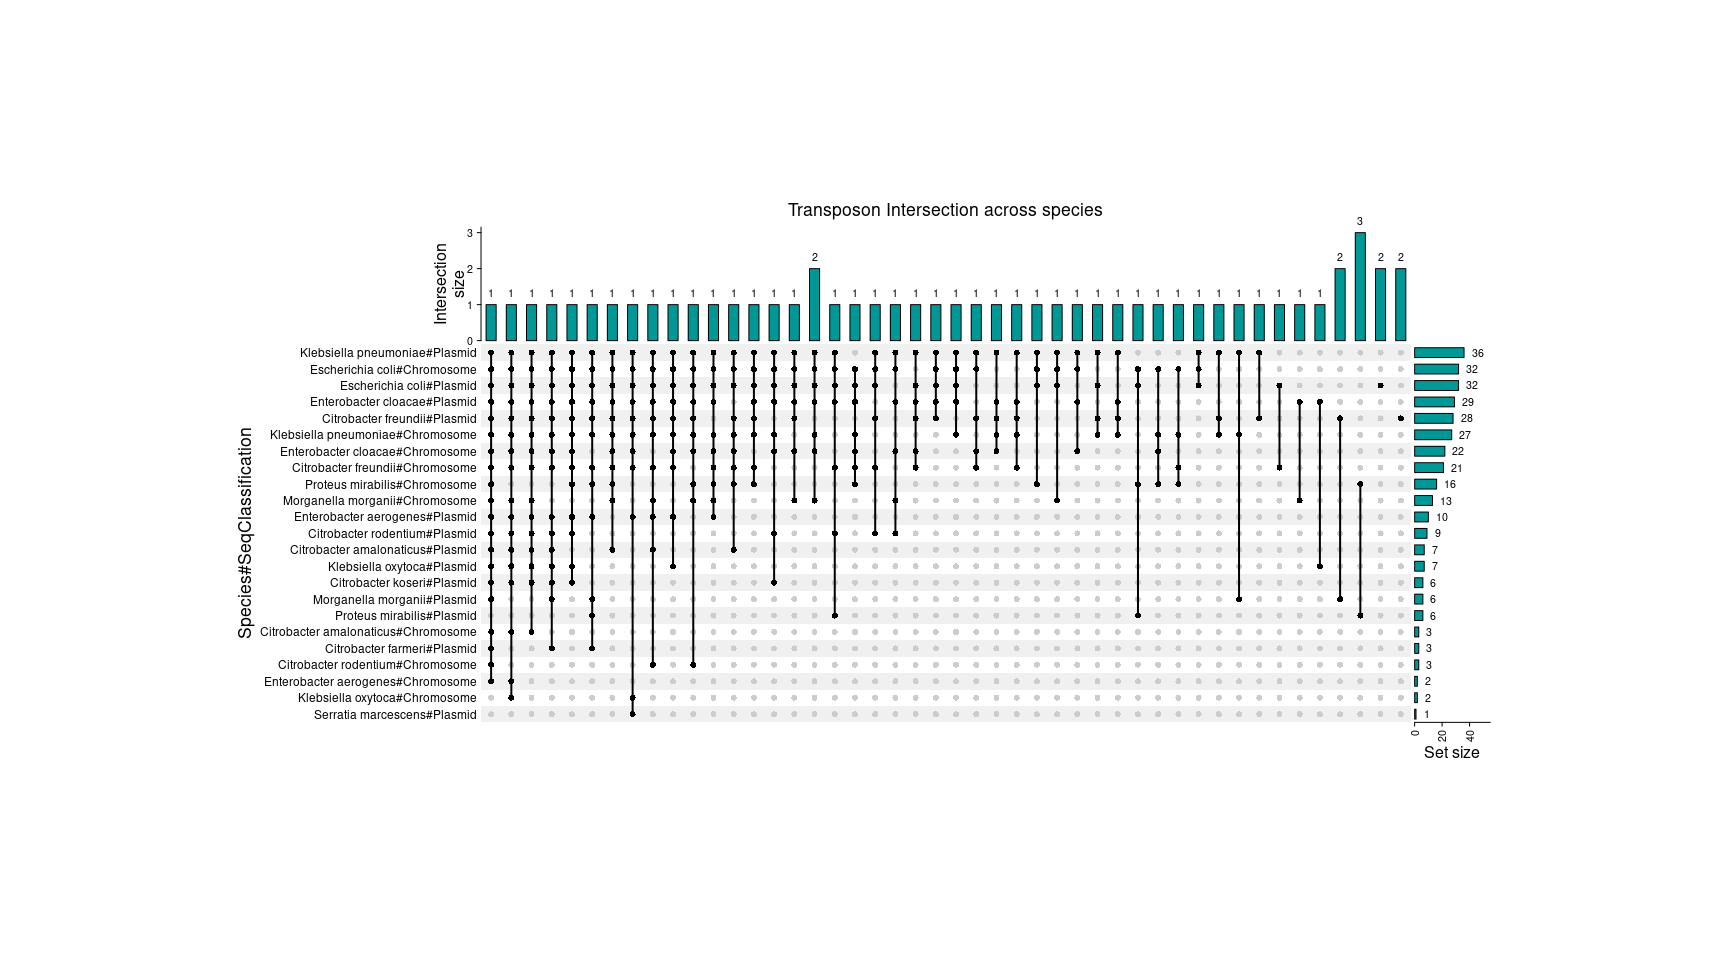 Transposon Intersection across species
3
3
2
2
2
2
2
1
1 1 1 1 1 1 1 1 1 1 1 1 1 1 1 1 1 1 1 1 1 1 1 1 1 1 1 1 1 1 1 1 1 1 1 1 1 1 1 1 1
0
Intersection
size
Species#SeqClassification
Klebsiella pneumoniae#Plasmid 36
Escherichia coli#Chromosome 32
Escherichia coli#Plasmid 32
Enterobacter cloacae#Plasmid 29
Citrobacter freundii#Plasmid 28
Klebsiella pneumoniae#Chromosome 27
Enterobacter cloacae#Chromosome 22
Citrobacter freundii#Chromosome 21
Proteus mirabilis#Chromosome 16
Morganella morganii#Chromosome 13
Enterobacter aerogenes#Plasmid 10
Citrobacter rodentium#Plasmid 9
Citrobacter amalonaticus#Plasmid 7
Klebsiella oxytoca#Plasmid 7
Citrobacter koseri#Plasmid 6
Morganella morganii#Plasmid 6
Proteus mirabilis#Plasmid 6
Citrobacter amalonaticus#Chromosome 3
Citrobacter farmeri#Plasmid 3
Citrobacter rodentium#Chromosome 3
Enterobacter aerogenes#Chromosome 2
Klebsiella oxytoca#Chromosome 2
Serratia marcescens#Plasmid 1
0 20 40
Set size